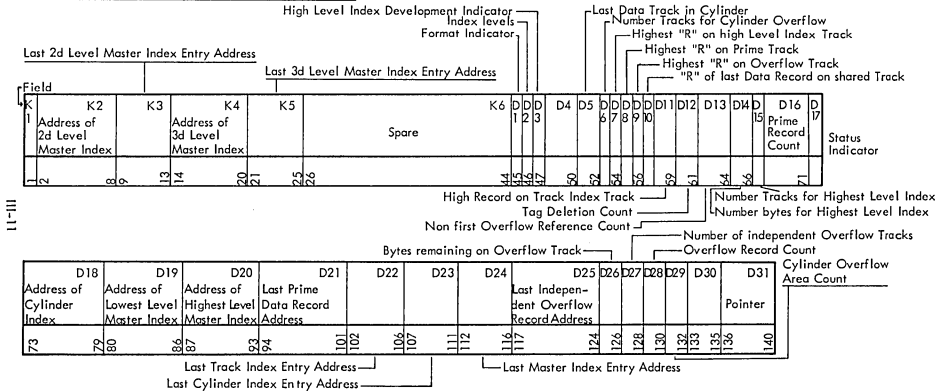 High Level Index Development Indicator
Index levels
Format Indicator
Last Data Track in Cylinder
Number Tracks for Cylinder Overflow
Highest "R" on high Level Index Track
Highest "R" on Prime Track
Highest "R" on Overflow Track
"R" of last Data Record on shared Track
Last 2d Level Master Index Entry Address
Last 3d Level Master Index Entry Address
Field
K1 K2 K3 K4 K5 K6 D1 D2 D3 D4 D5 D6 D7 D8 D9 D10 D11 D12 D13 D14 D15 D16 D17
Address of 2d Level Master Index
Address of 3d Level Master Index
Spare
Prime Record Count
Status Indicator
1 2 8 9 13 14 20 21 25 26 44 45 46 47 50 52 54 56 59 61 64 66 71
High Record on Track Index Track
Tag Deletion Count
Non first Overflow Reference Count
Number Tracks for Highest Level Index
Number bytes for Highest Level Index
III-11
Number of independent Overflow Tracks
Bytes remaining on Overflow Track
Overflow Record Count
Cylinder Overflow Area Count
D18 D19 D20 D21 D22 D23 D24 D25 D26 D27 D28 D29 D30 D31
Address of Cylinder Index
Address of Lowest Level Master Index
Address of Highest Level Master Index
Last Prime Data Record Address
Last Indepen-
dent Overflow
Record Address
Pointer
73 79 80 86 87 93 94 101 102 106 107 111 112 116 117 124 126 128 130 132 133 135 136 140
Last Track Index Entry Address
Last Master Index Entry Address
Last Cylinder Index Entry Address